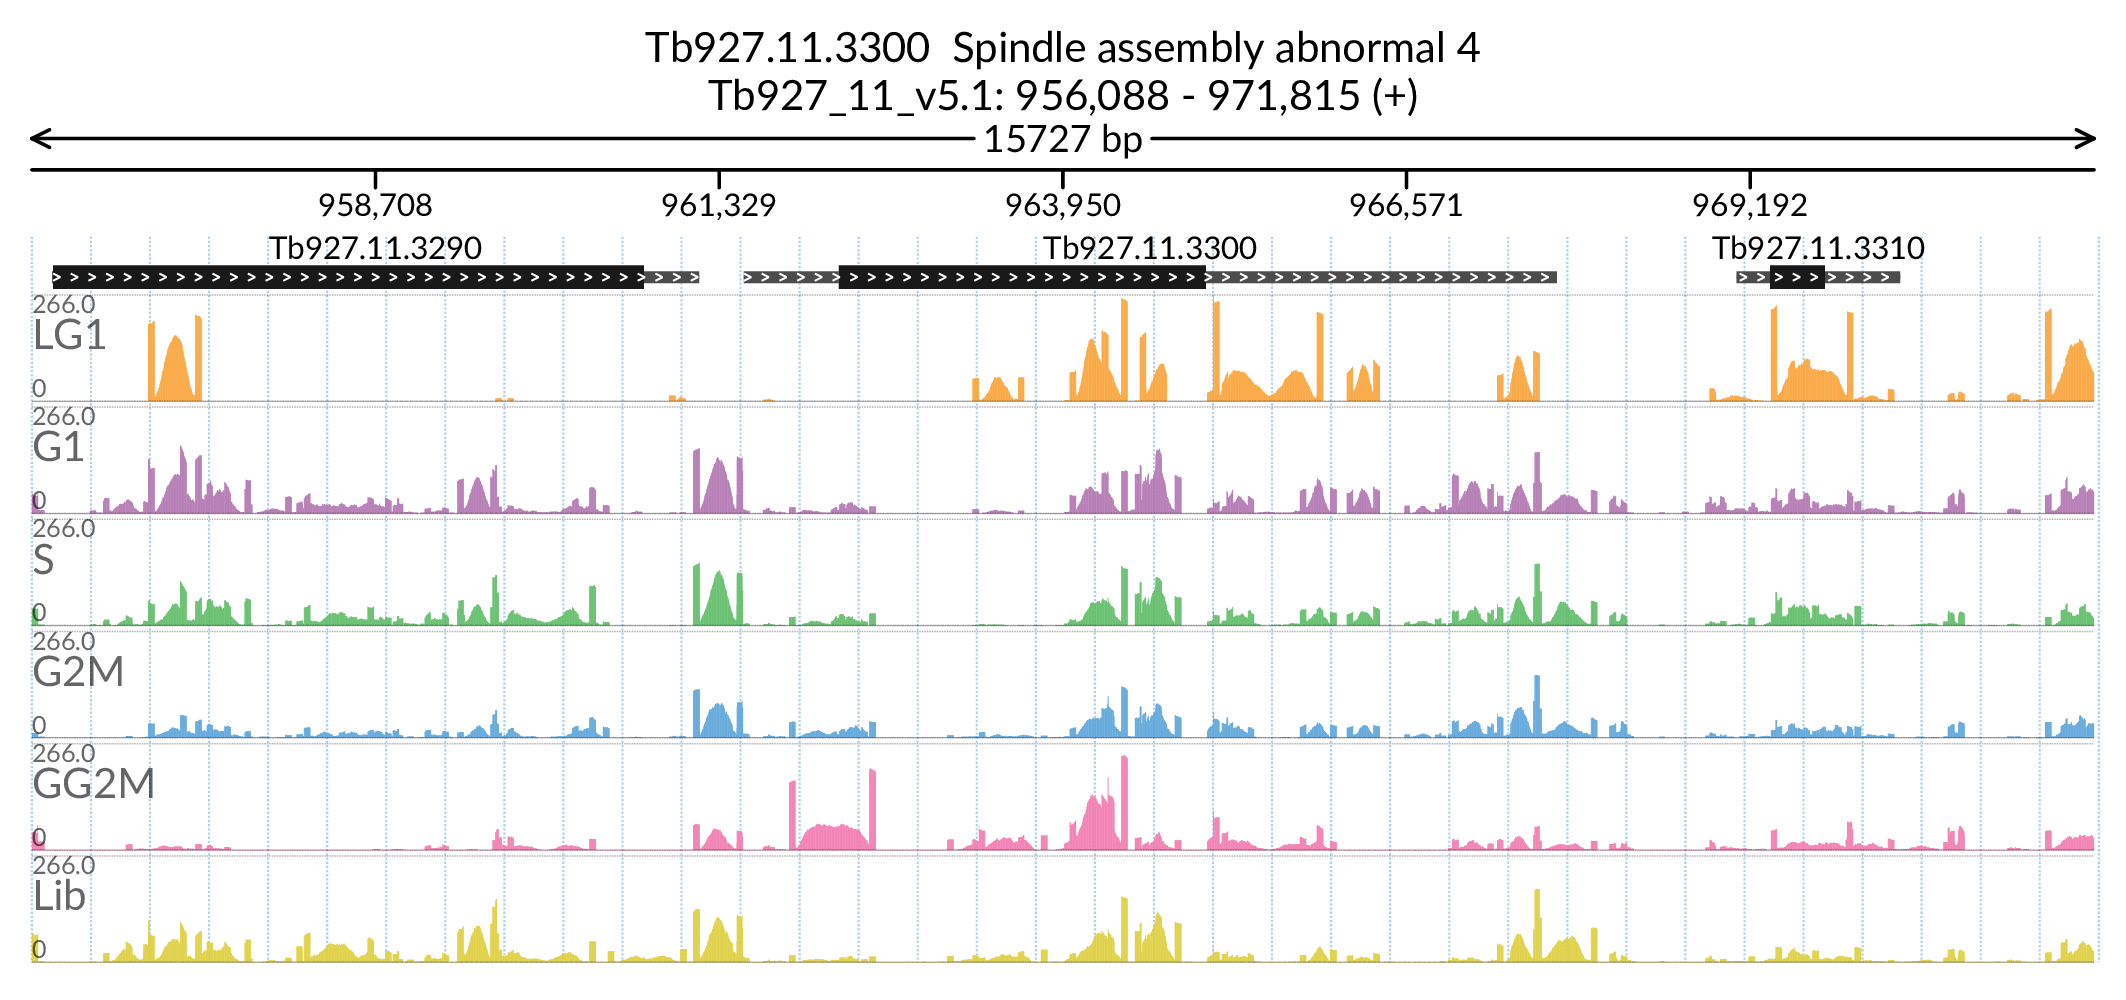 Tb927.11.3300  Spindle assembly abnormal 4
Tb927_11_v5.1: 956,088 - 971,815 (+)
15727 bp
958,708 961,329 963,950 966,571 969,192
Tb927.11.3290 Tb927.11.3300 Tb927.11.3310
266.0
LG1
0
266.0
G1
0
266.0
S
0
266.0
G2M
0
266.0
GG2M
0
266.0
Lib
0